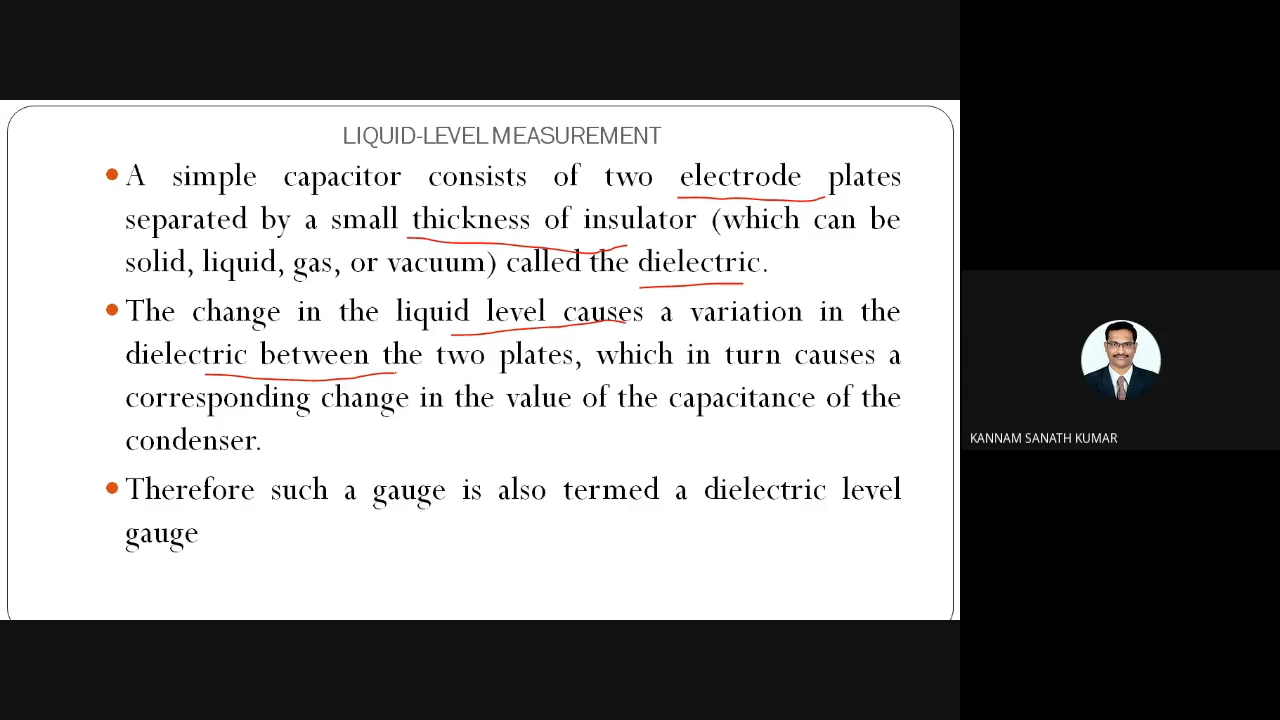 LIQUID-LEVEL MEASUREMENT
• A simple capacitor consists of two electrode plates
separated by a small thickness of insulator (which can be
solid, liquid, gas, or vacuum) called the dielectric.
• The change in the liquid level causes a variation in the
dielectric between the two plates, which in turn causes a
corresponding change in the value of the capacitance of the
condenser.
• Therefore such a gauge is also termed a dielectric level
gauge
KANNAM SANATH KUMAR